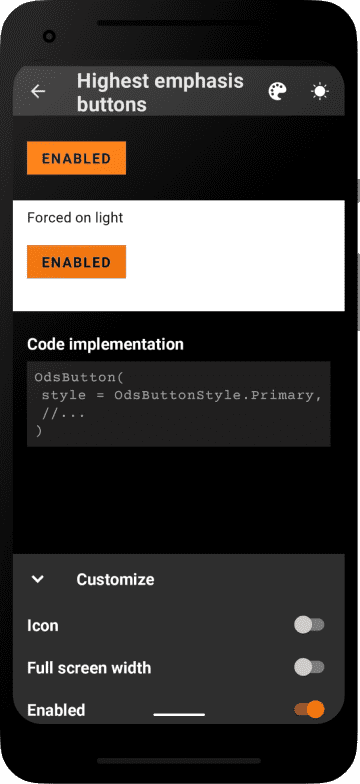 Highest emphasis
buttons
ENABLED
Forced on light
ENABLED
Code implementation
OdsButton(
style = OdsButtonStyle.Primary,
//...
)
Customize
Icon
Full screen width
Enabled